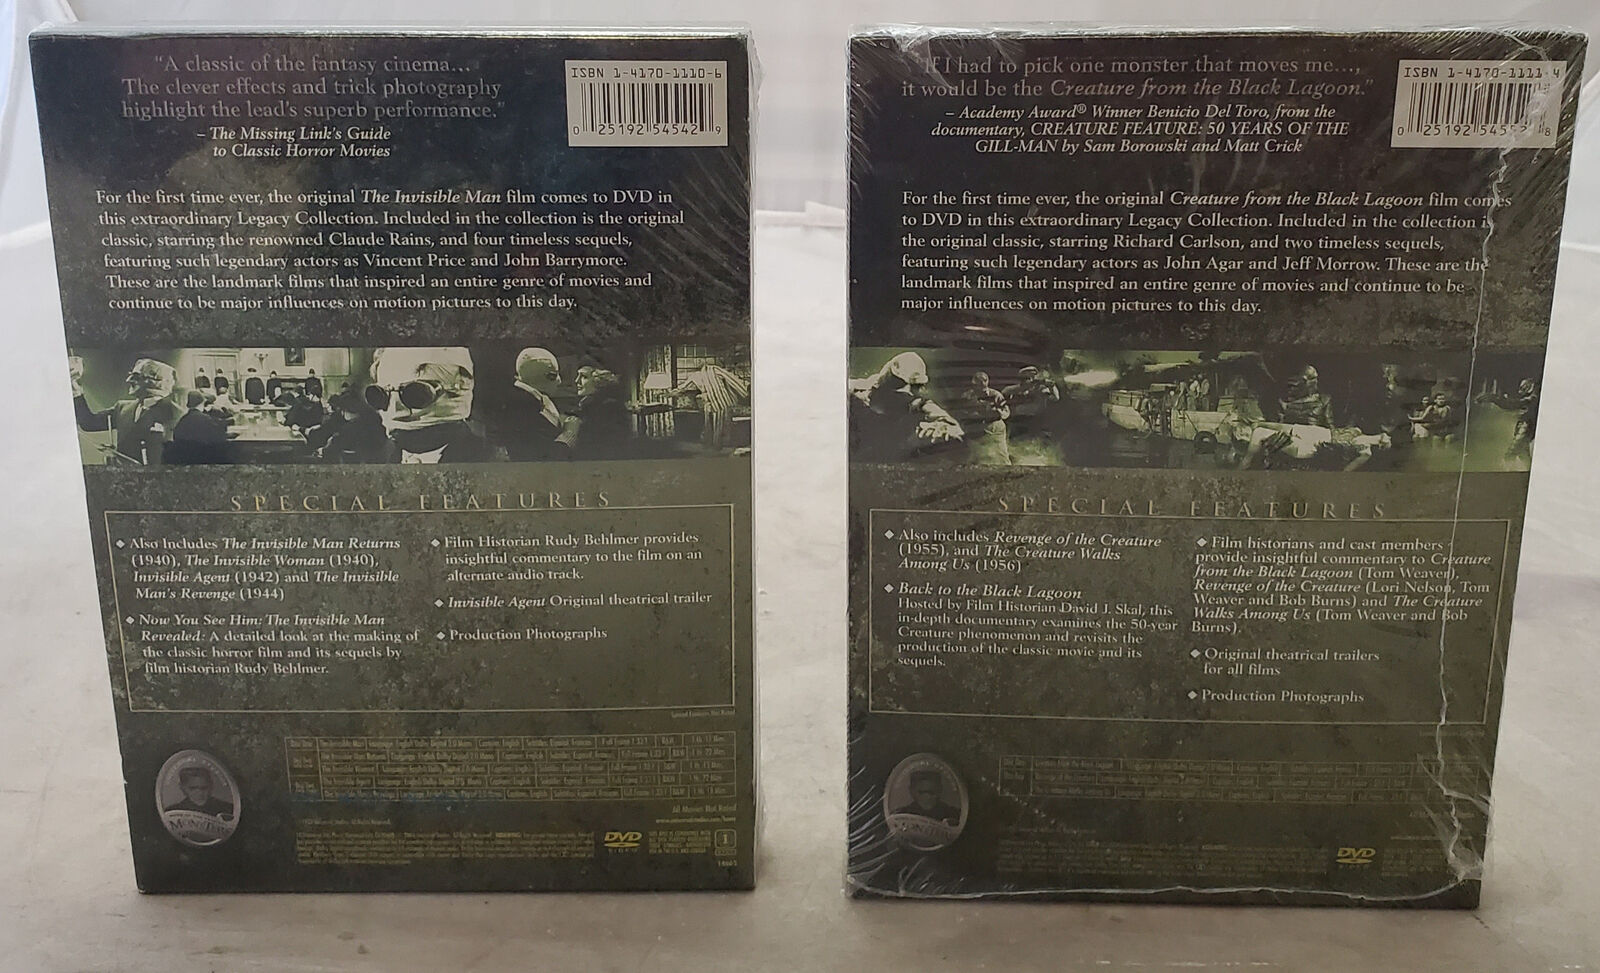 "A classic of the fantasy cinema...
The clever effects and trick photography
highlight the lead's superb performance."
– The Missing Link's Guide
to Classic Horror Movies
ISBN 1-4170-1110-6
0 25192 54542 9
For the first time ever, the original The Invisible Man film comes to DVD in
this extraordinary Legacy Collection. Included in the collection is the original
classic, starring the renowned Claude Rains, and four timeless sequels,
featuring such legendary actors as Vincent Price and John Barrymore.
These are the landmark films that inspired an entire genre of movies and
continue to be major influences on motion pictures to this day.
SPECIAL FEATURES
◆ Also Includes The Invisible Man Returns
(1940), The Invisible Woman (1940),
Invisible Agent (1942) and The Invisible
Man's Revenge (1944)
◆ Now You See Him: The Invisible Man
Revealed: A detailed look at the making of
the classic horror film and its sequels by
film historian Rudy Behlmer.
◆ Film Historian Rudy Behlmer provides
insightful commentary to the film on an
alternate audio track.
◆ Invisible Agent Original theatrical trailer
◆ Production Photographs
Special Features Not Rated
All Movies Not Rated
DVD
VIDEO
1
"If I had to pick one monster that moves me...,
it would be the Creature from the Black Lagoon."
– Academy Award® Winner Benicio Del Toro, from the
documentary, CREATURE FEATURE: 50 YEARS OF THE
GILL-MAN by Sam Borowski and Matt Crick
ISBN 1-4170-1111-4
0 25192 8
For the first time ever, the original Creature from the Black Lagoon film comes
to DVD in this extraordinary Legacy Collection. Included in the collection is
the original classic, starring Richard Carlson, and two timeless sequels,
featuring such legendary actors as John Agar and Jeff Morrow. These are the
landmark films that inspired an entire genre of movies and continue to be
major influences on motion pictures to this day.
SPECIAL FEATURES
◆ Also includes Revenge of the Creature
(1955), and The Creature Walks
Among Us (1956)
◆ Back to the Black Lagoon
Hosted by Film Historian David J. Skal, this
in-depth documentary examines the 50-year
Creature phenomenon and revisits the
production of the classic movie and its
sequels.
◆ Film historians and cast members
provide insightful commentary to Creature
from the Black Lagoon (Tom Weaver),
Revenge of the Creature (Lori Nelson, Tom
Weaver and Bob Burns) and The Creature
Walks Among Us (Tom Weaver and Bob
Burns).
◆ Original theatrical trailers
for all films
◆ Production Photographs
DVD